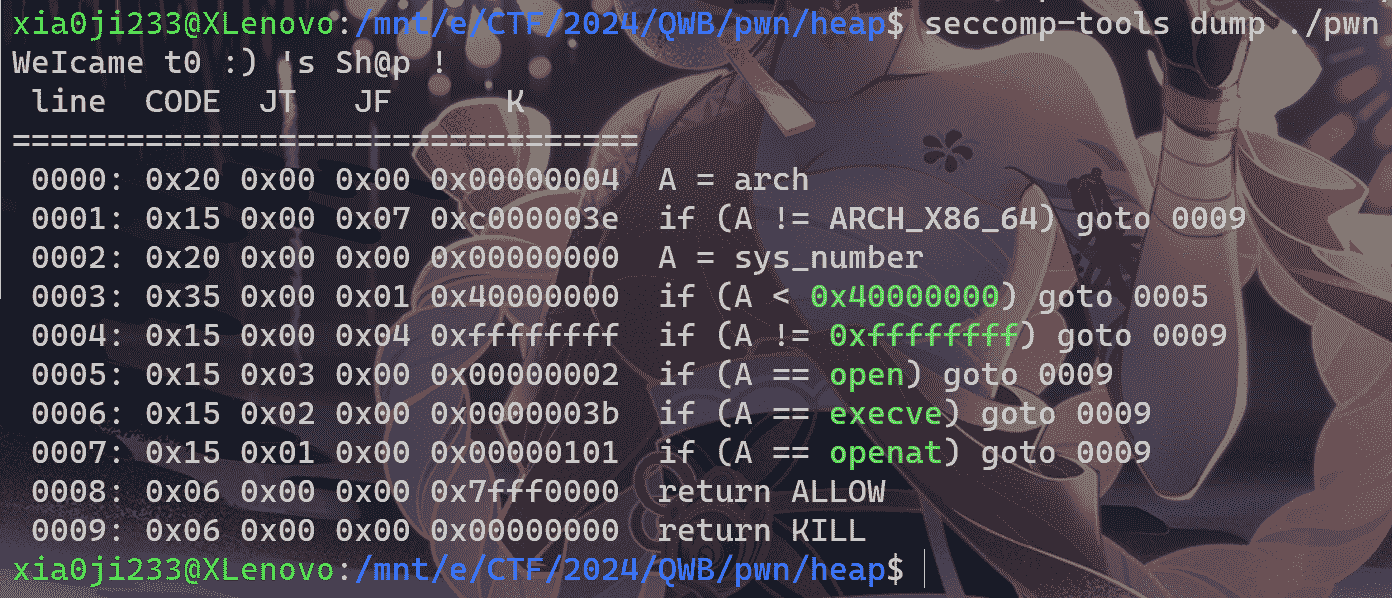 xia0ji233@XLenovo:/mnt/e/CTF/2024/QWB/pwn/heap$ seccomp-tools dump ./pwn
WeIcame t0 :) 's Sh@p !
 line  CODE  JT   JF      K
=================================
 0000: 0x20 0x00 0x00 0x00000004  A = arch
 0001: 0x15 0x00 0x07 0xc000003e  if (A != ARCH_X86_64) goto 0009
 0002: 0x20 0x00 0x00 0x00000000  A = sys_number
 0003: 0x35 0x00 0x01 0x40000000  if (A < 0x40000000) goto 0005
 0004: 0x15 0x00 0x04 0xffffffff  if (A != 0xffffffff) goto 0009
 0005: 0x15 0x03 0x00 0x00000002  if (A == open) goto 0009
 0006: 0x15 0x02 0x00 0x0000003b  if (A == execve) goto 0009
 0007: 0x15 0x01 0x00 0x00000101  if (A == openat) goto 0009
 0008: 0x06 0x00 0x00 0x7fff0000  return ALLOW
 0009: 0x06 0x00 0x00 0x00000000  return KILL
xia0ji233@XLenovo:/mnt/e/CTF/2024/QWB/pwn/heap$